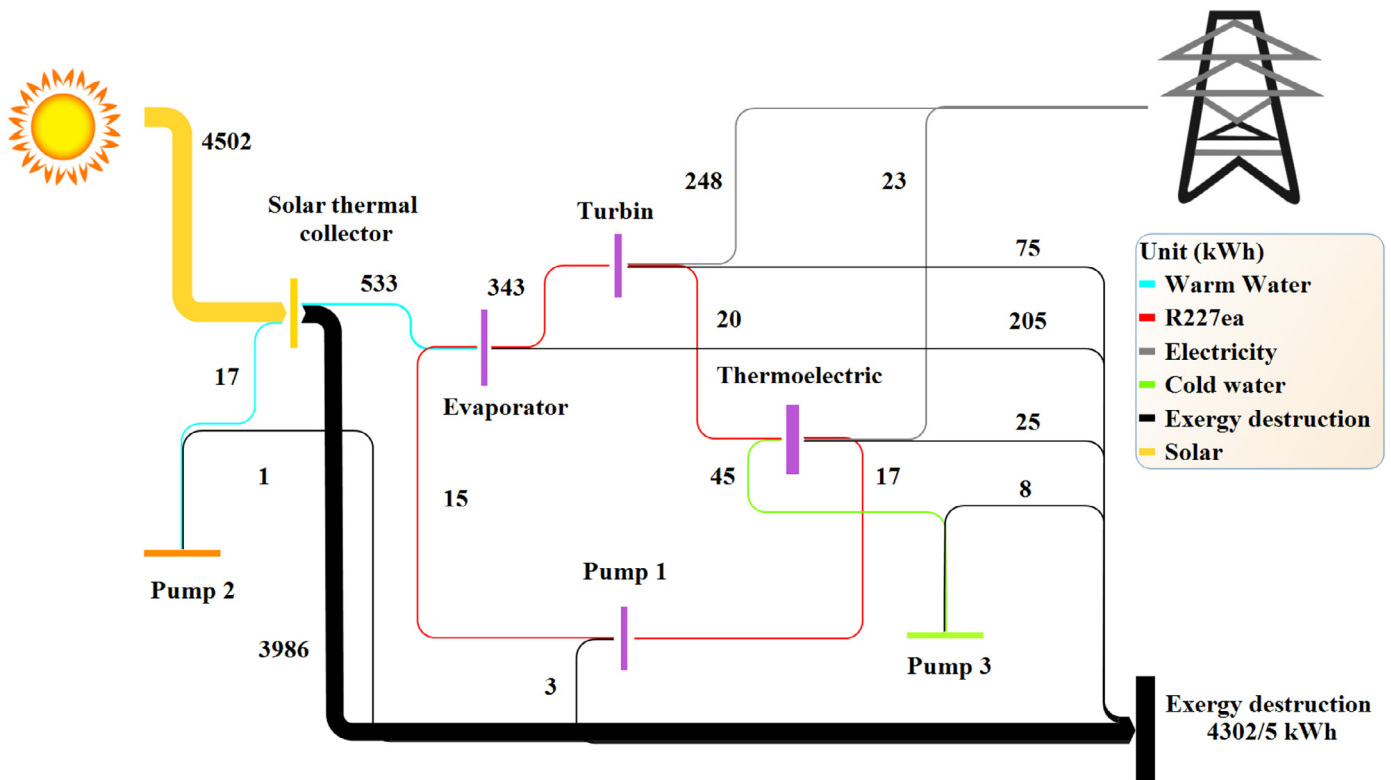 4502
Solar thermal
collector
533
17
1
Pump 2
3986
343
Evaporator
15
Turbin
248
23
75
20
205
Thermoelectric
25
45
17
8
Pump 1
3
Pump 3
Unit (kWh)
Warm Water
R227ea
Electricity
Cold water
Exergy destruction
Solar
Exergy destruction
4302/5 kWh